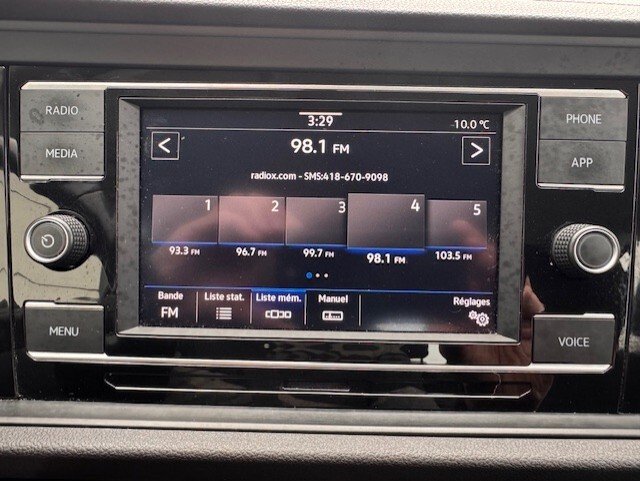 RADIO
MEDIA
MENU
3:29
10.0 °C
<
98.1 FM
>
radiox.com - SMS:418-670-9098
1 2 3 4 5
93.3 FM 96.7 FM 99.7 FM 98.1 FM 103.5 FM
Bande Liste stat. Liste mém. Manuel Réglages
FM
PHONE
APP
VOICE